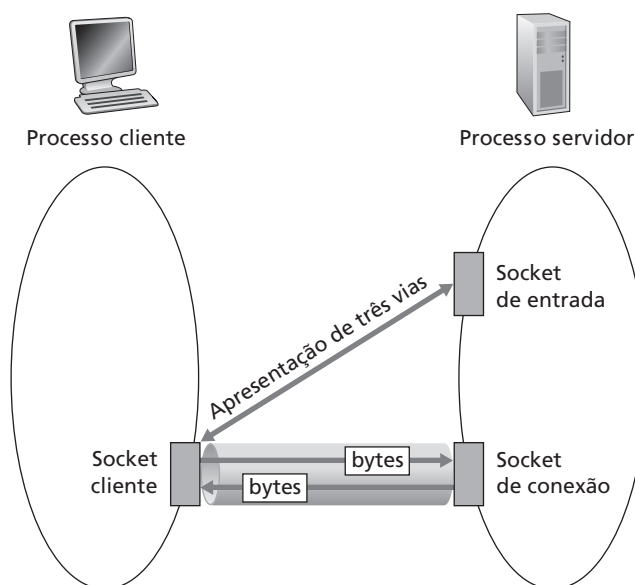 Processo cliente
Processo servidor
Socket
de entrada
Apresentação de três vias
Socket
cliente
bytes
bytes
Socket
de conexão